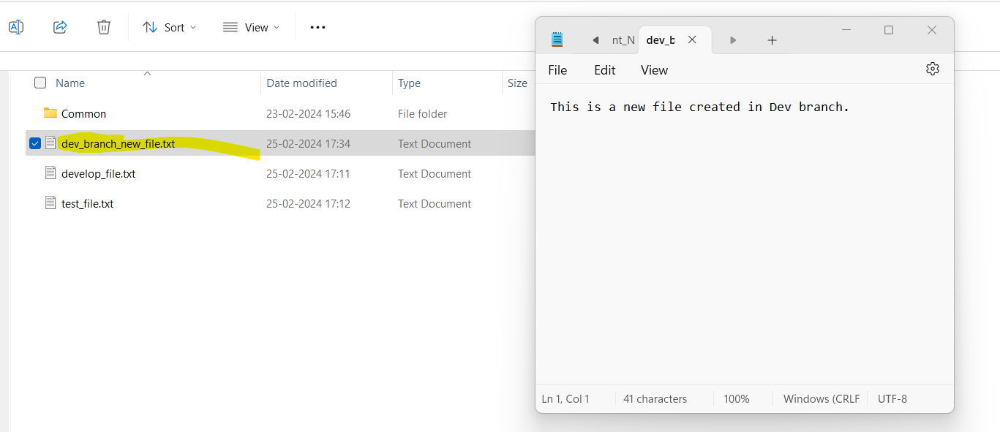 Sort
View
Name
Date modified
Type
Size
Common
23-02-2024 15:46
File folder
dev_branch_new_file.txt
25-02-2024 17:34
Text Document
develop_file.txt
25-02-2024 17:11
Text Document
test_file.txt
25-02-2024 17:12
Text Document
nt_N
dev_b
File
Edit
View
This is a new file created in Dev branch.
Ln 1, Col 1
41 characters
100%
Windows (CRLF
UTF-8